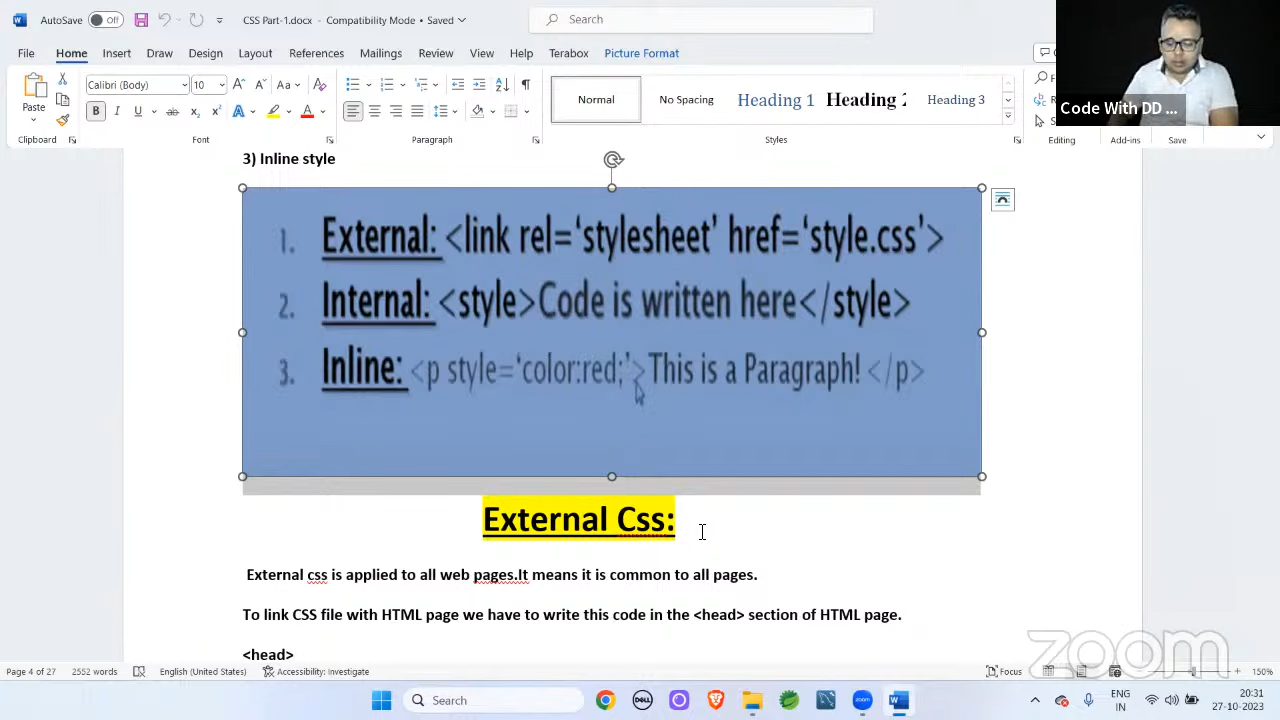 AutoSave Off CSS Part-1.docx - Compatibility Mode • Saved Search
File Home Insert Draw Design Layout References Mailings Review View Help Terabox Picture Format
Paste Calibri (Body) 10 Normal No Spacing Heading 1 Heading 2 Heading 3
Code With DD ...
Clipboard Font Paragraph Styles Editing Add-ins Save
3) Inline style
1. External: <link rel=‘stylesheet’ href=‘style.css’>
2. Internal: <style>Code is written here</style>
3. Inline: <p style=‘color:red;’>This is a Paragraph! </p>
External Css:
External css is applied to all web pages.It means it is common to all pages.
To link CSS file with HTML page we have to write this code in the <head> section of HTML page.
<head>
zoom
Page 4 of 27 2552 words English (United States) Accessibility: Investigate Focus 150%
Search DELL zoom ENG 20:31
IN 27-10-2023